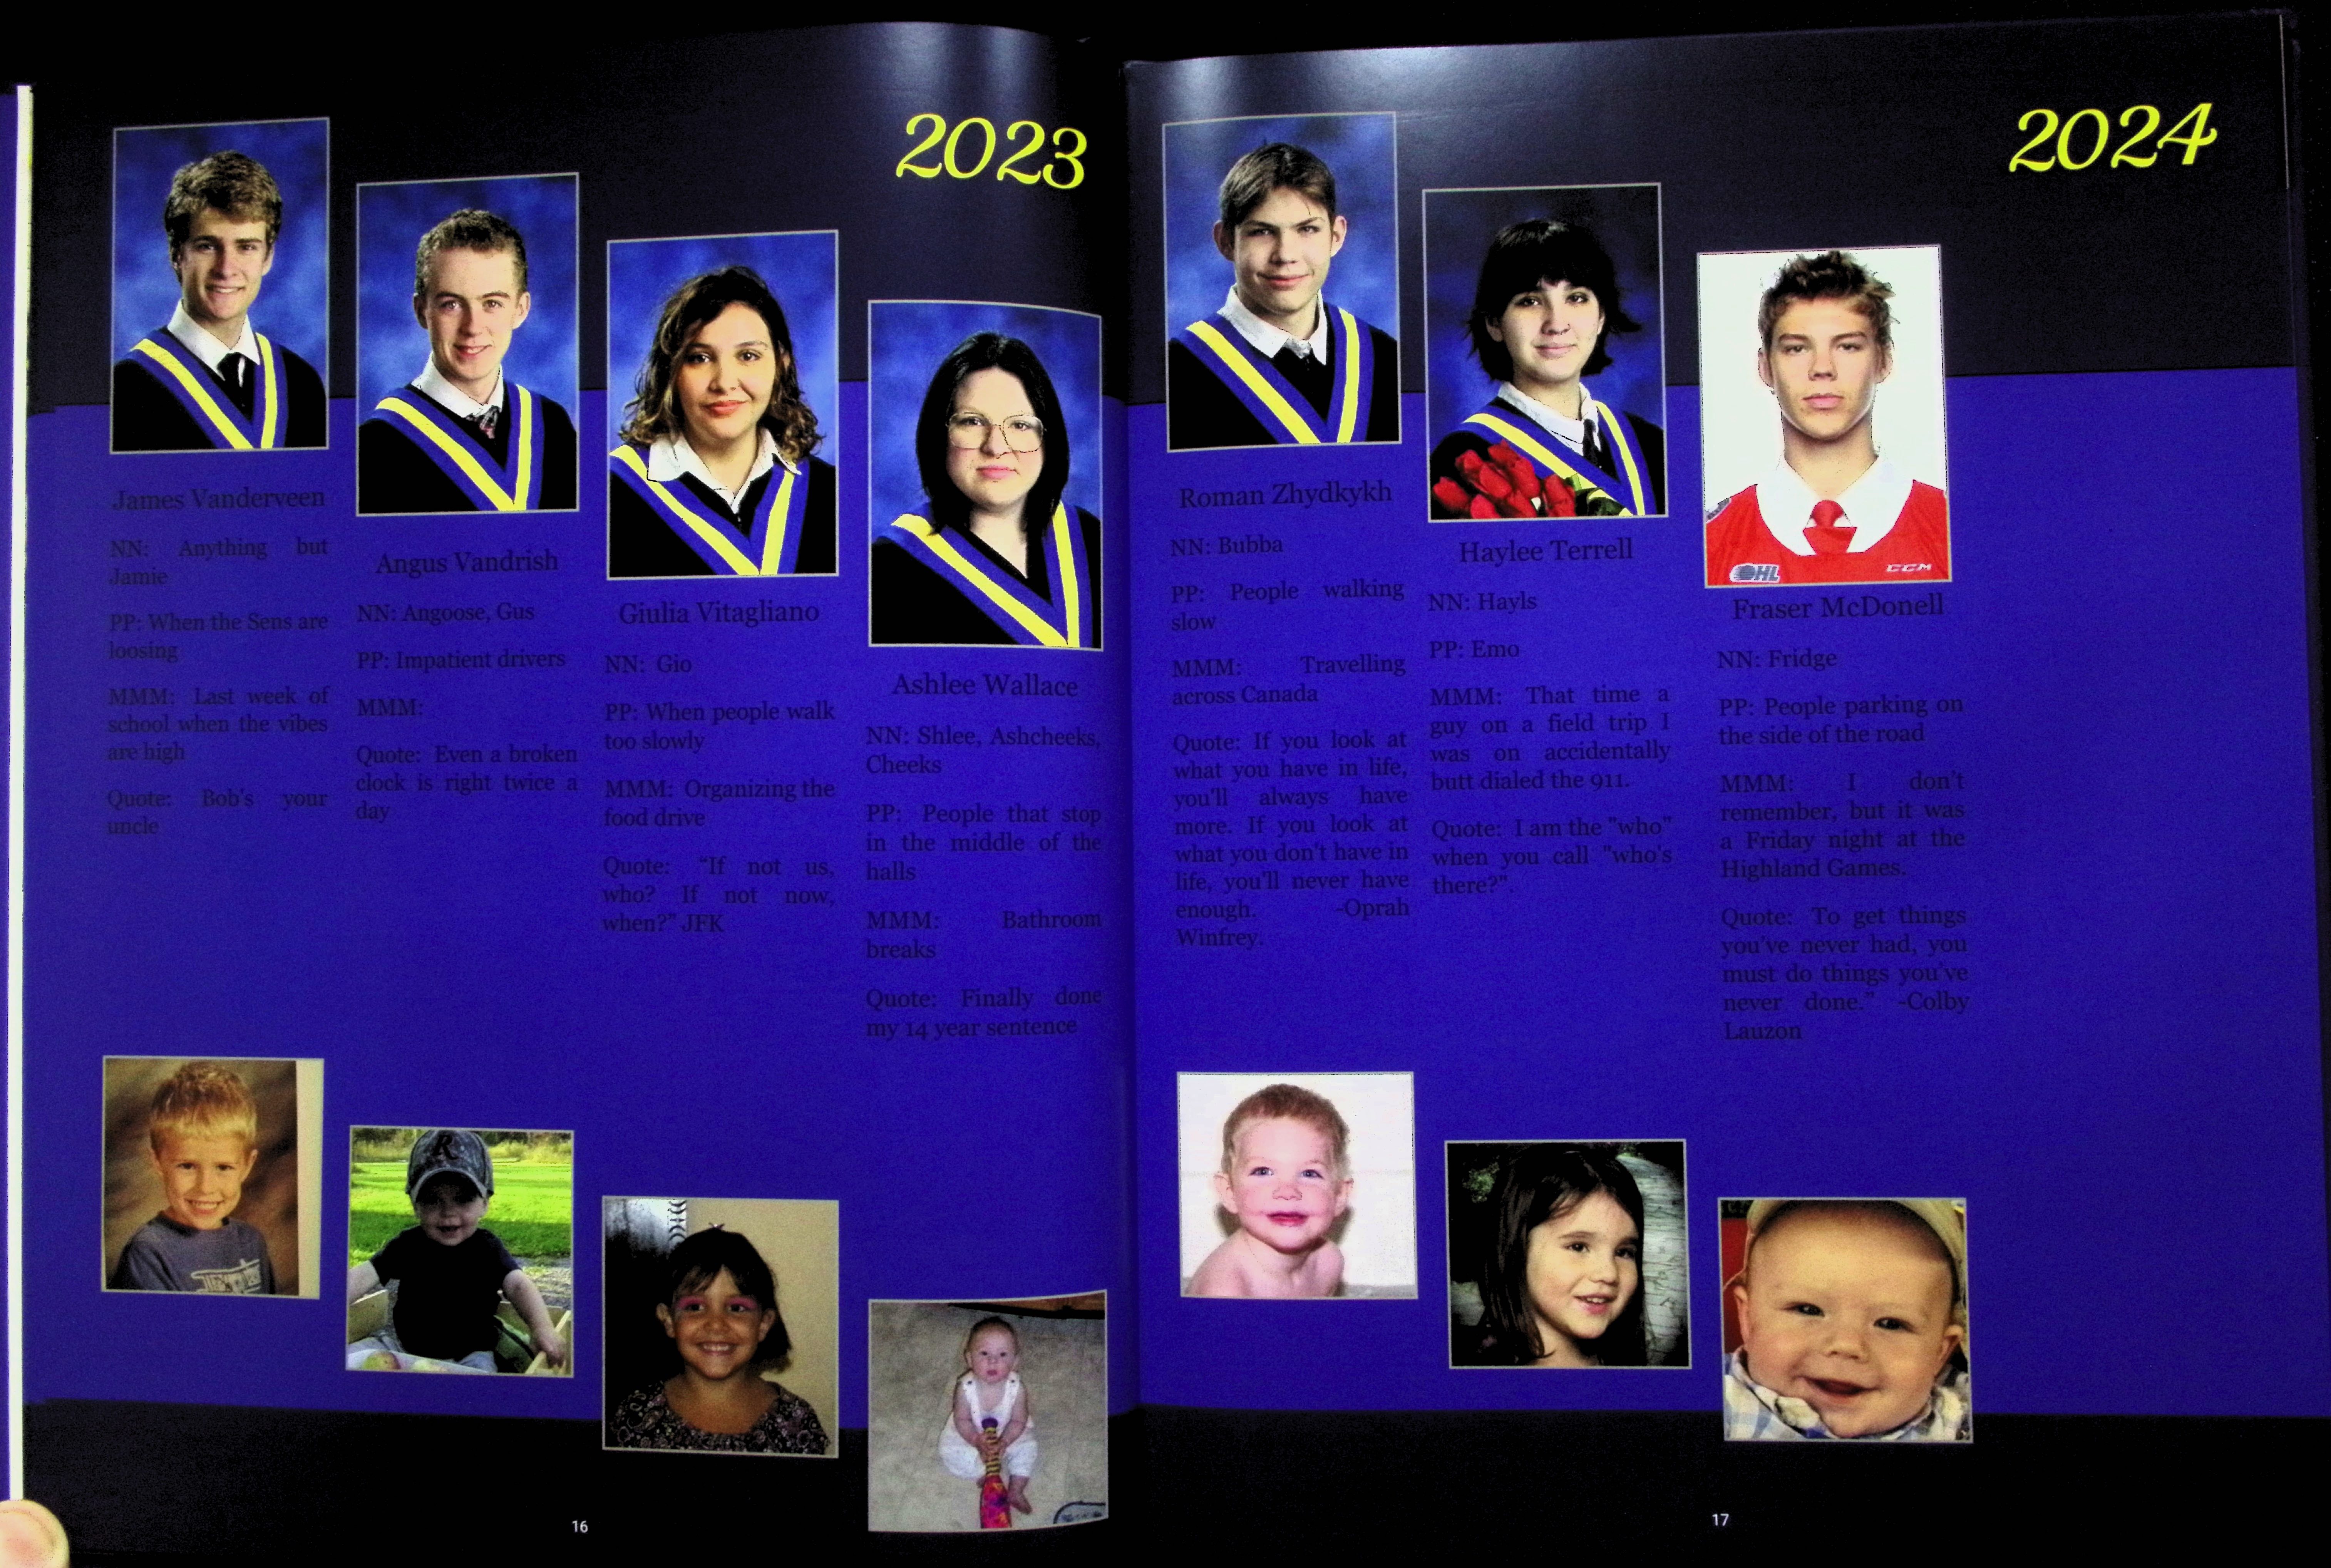 2023
James Vanderveen
NN: Anything but
Jamie
PP: When the Sens are
loosing
MMM: Last week of
school when the vibes
are high
Quote: Bob's your
uncle
Angus Vandrish
NN: Angoose, Gus
PP: Impatient drivers
MMM:
Quote: Even a broken
clock is right twice a
day
Giulia Vitagliano
NN: Gio
PP: When people walk
too slowly
MMM: Organizing the
food drive
Quote: "If not us,
who? If not now,
when?" JFK
Ashlee Wallace
NN: Shlee, Ashcheeks,
Cheeks
PP: People that stop
in the middle of the
halls
MMM: Bathroom
breaks
Quote: Finally done
my 14 year sentence
R
16
2024
Roman Zhydkykh
NN: Bubba
PP: People walking
slow
MMM: Travelling
across Canada
Quote: If you look at
what you have in life,
you'll always have
more. If you look at
what you don't have in
life, you'll never have
enough. -Oprah
Winfrey.
Haylee Terrell
NN: Hayls
PP: Emo
MMM: That time a
guy on a field trip I
was on accidentally
butt dialed the 911.
Quote: I am the "who"
when you call "who's
there?".
OHL
CCM
Fraser McDonell
NN: Fridge
PP: People parking on
the side of the road
MMM: I don't
remember, but it was
a Friday night at the
Highland Games.
Quote: To get things
you've never had, you
must do things you've
never done." -Colby
Lauzon
17